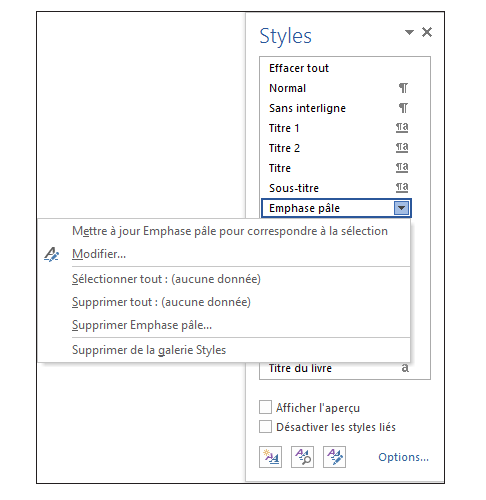 Styles
Effacer tout
Normal ¶
Sans interligne ¶
Titre 1 ¶a
Titre 2 ¶a
Titre ¶a
Sous-titre ¶a
Emphase pâle
Mettre à jour Emphase pâle pour correspondre à la sélection
Modifier...
Sélectionner tout : (aucune donnée)
Supprimer tout : (aucune donnée)
Supprimer Emphase pâle...
Supprimer de la galerie Styles
Titre du livre a
Afficher l'aperçu
Désactiver les styles liés
Options...